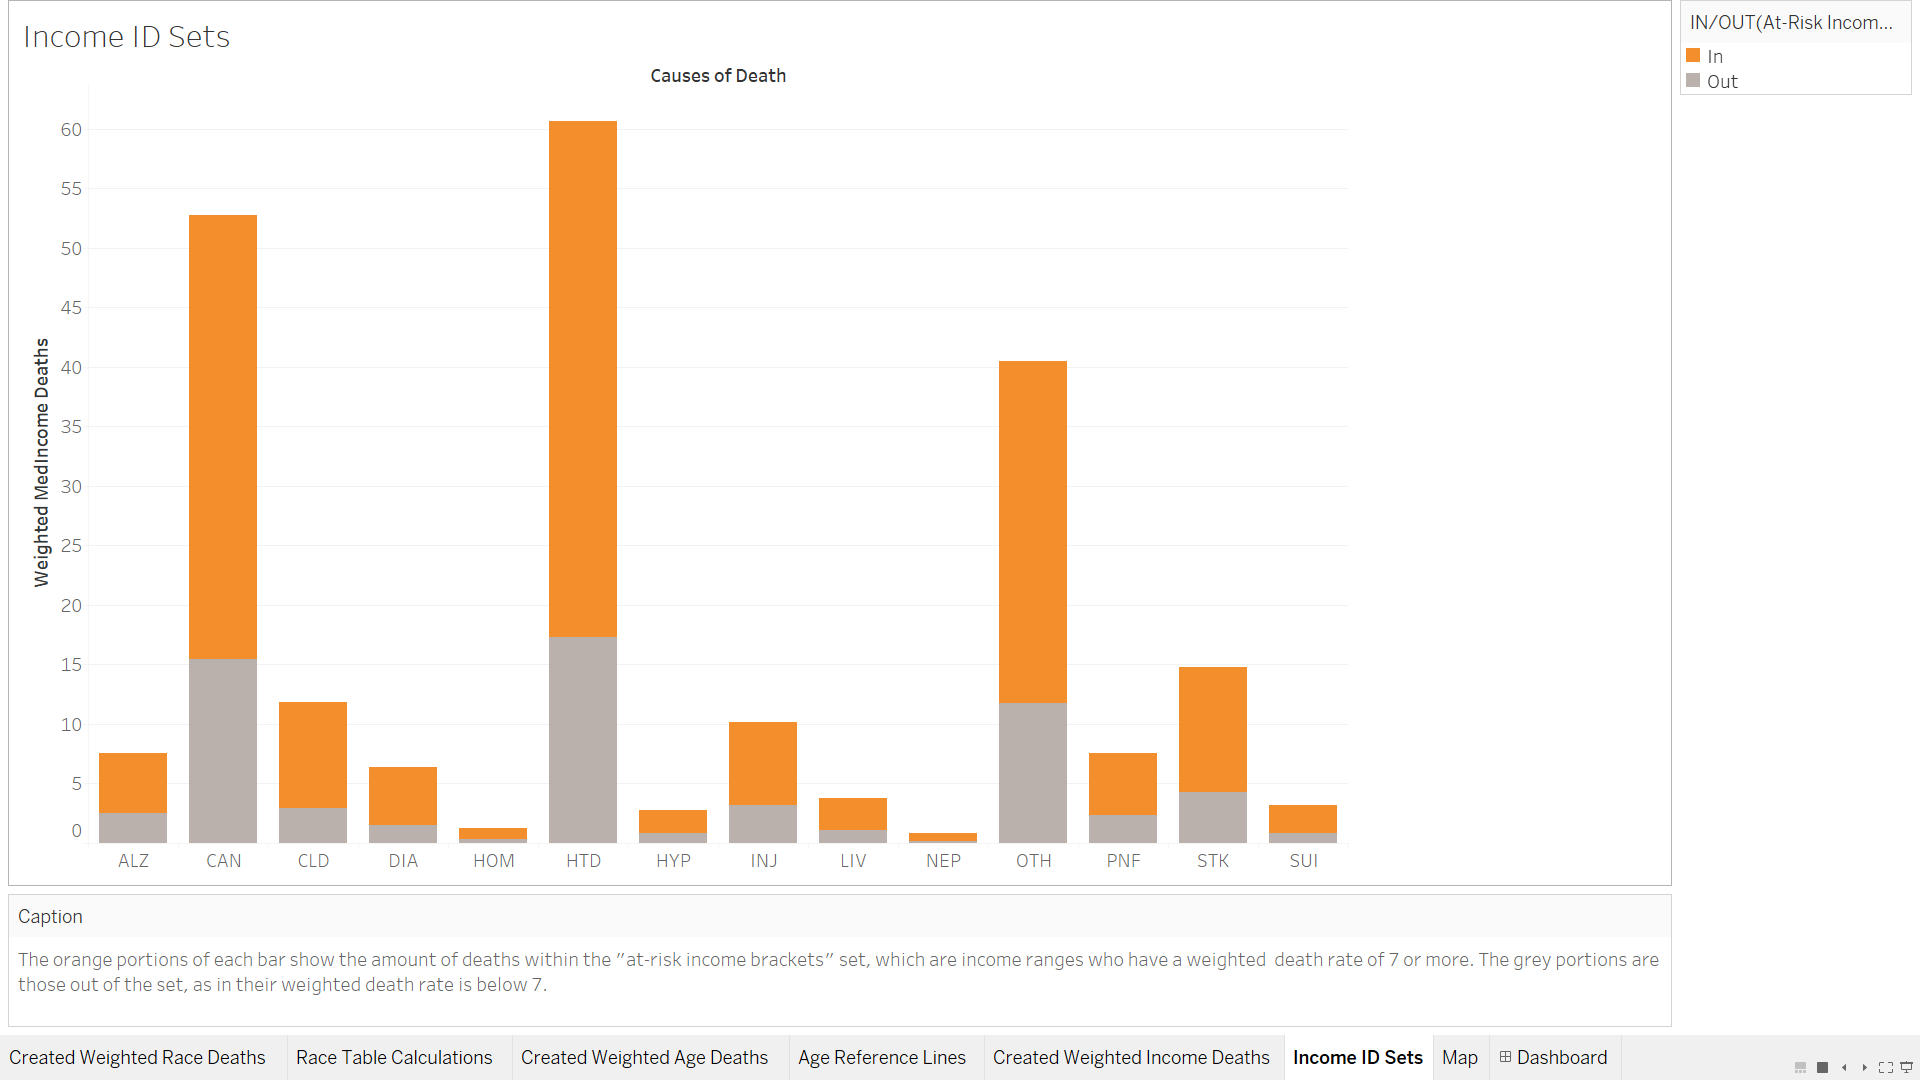 Income ID Sets
IN/OUT(At-Risk Incom...
In
Out
Causes of Death
Weighted MedIncome Deaths
60
55
50
45
40
35
30
25
20
15
10
5
0
ALZ CAN CLD DIA HOM HTD HYP INJ LIV NEP OTH PNF STK SUI
Caption
The orange portions of each bar show the amount of deaths within the "at-risk income brackets" set, which are income ranges who have a weighted  death rate of 7 or more. The grey portions are
those out of the set, as in their weighted death rate is below 7.
Created Weighted Race Deaths Race Table Calculations Created Weighted Age Deaths Age Reference Lines Created Weighted Income Deaths Income ID Sets Map Dashboard